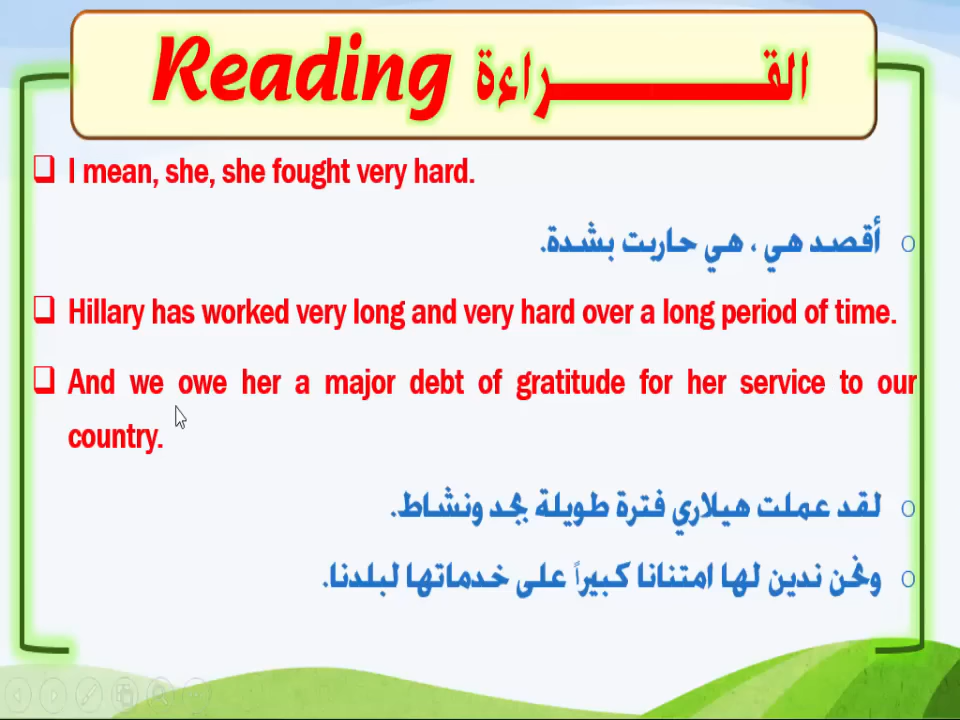 Reading القـــــــــراءة
I mean, she, she fought very hard.
أقصد هي ، هي حاربت بشدة.
Hillary has worked very long and very hard over a long period of time.
And we owe her a major debt of gratitude for her service to our
country.
لقد عملت هيلاري فترة طويلة بجد ونشاط.
ونحن ندين لها امتنانا كبيراً على خدماتها لبلدنا.